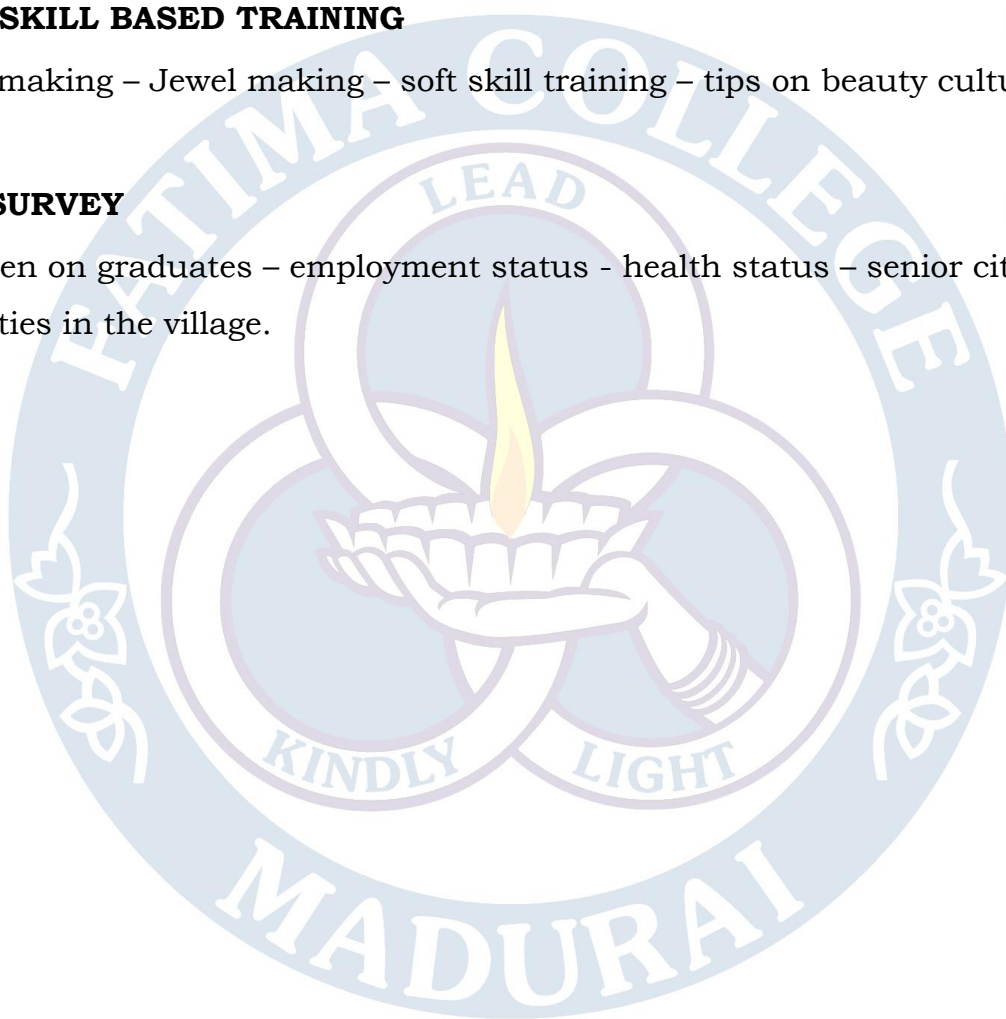 SKILL BASED TRAINING
making – Jewel making – soft skill training – tips on beauty cultu
SURVEY
en on graduates – employment status - health status – senior cit
ties in the village.
FATIMA COLLEGE
LEAD
KINDLY LIGHT
MADURAI